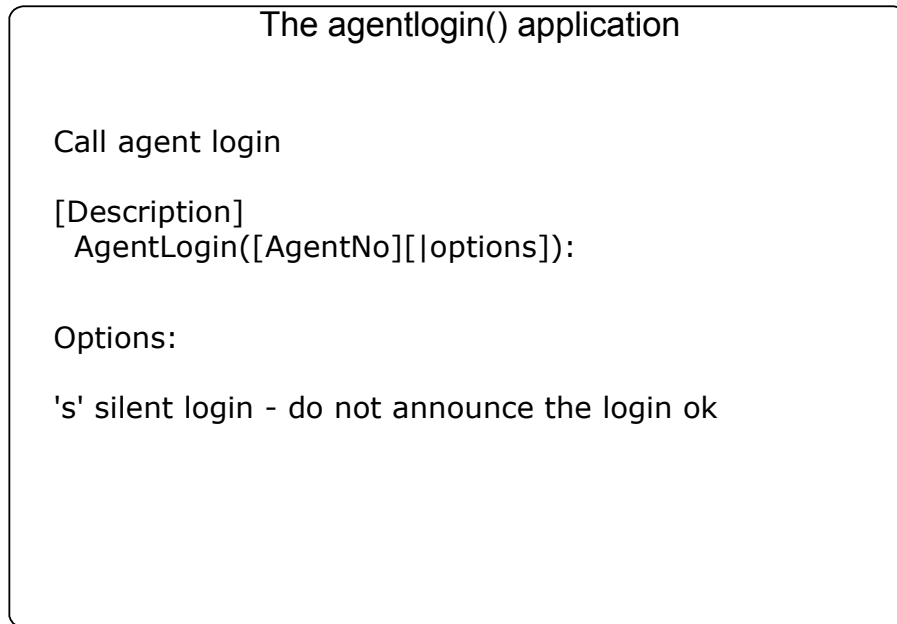 The agentlogin() application
Call agent login
[Description]
AgentLogin([AgentNo][|options]):
Options:
's' silent login - do not announce the login ok